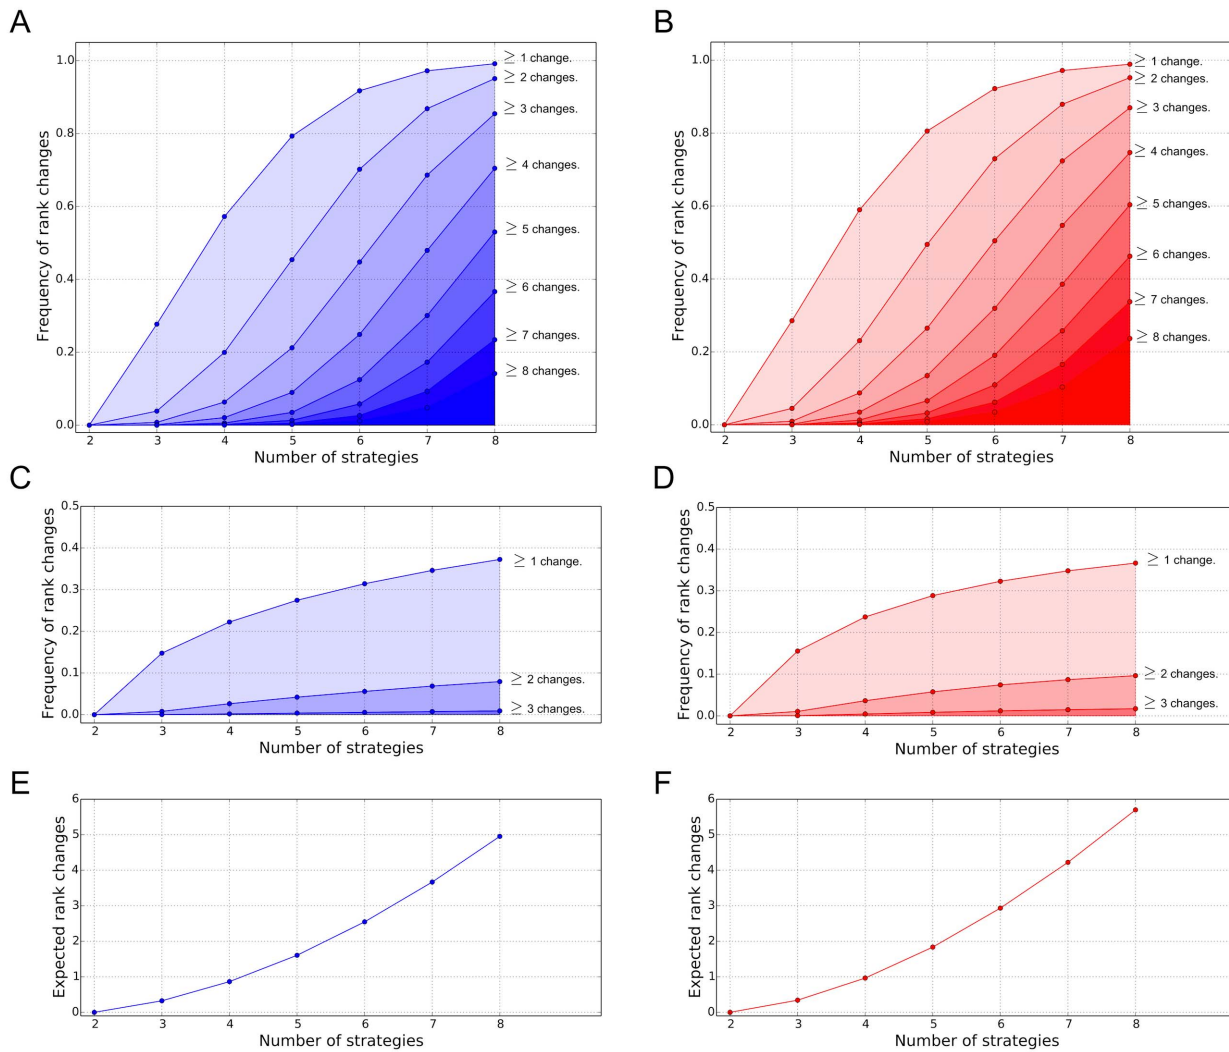 A
Frequency of rank changes
1.0
0.8
0.6
0.4
0.2
0.0
2 3 4 5 6 7 8
Number of strategies
≥ 1 change.
≥ 2 changes.
≥ 3 changes.
≥ 4 changes.
≥ 5 changes.
≥ 6 changes.
≥ 7 changes.
≥ 8 changes.
B
Frequency of rank changes
1.0
0.8
0.6
0.4
0.2
0.0
2 3 4 5 6 7 8
Number of strategies
≥ 1 change.
≥ 2 changes.
≥ 3 changes.
≥ 4 changes.
≥ 5 changes.
≥ 6 changes.
≥ 7 changes.
≥ 8 changes.
C
Frequency of rank changes
0.5
0.4
0.3
0.2
0.1
0.0
2 3 4 5 6 7 8
Number of strategies
≥ 1 change.
≥ 2 changes.
≥ 3 changes.
D
Frequency of rank changes
0.5
0.4
0.3
0.2
0.1
0.0
2 3 4 5 6 7 8
Number of strategies
≥ 1 change.
≥ 2 changes.
≥ 3 changes.
E
Expected rank changes
6
5
4
3
2
1
0
2 3 4 5 6 7 8
Number of strategies
F
Expected rank changes
6
5
4
3
2
1
0
2 3 4 5 6 7 8
Number of strategies